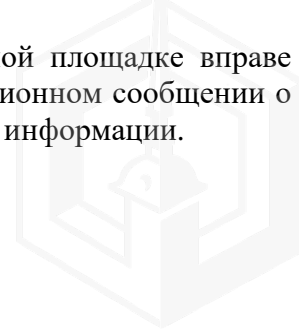 ой площадке вправе
ионном сообщении о
информации.